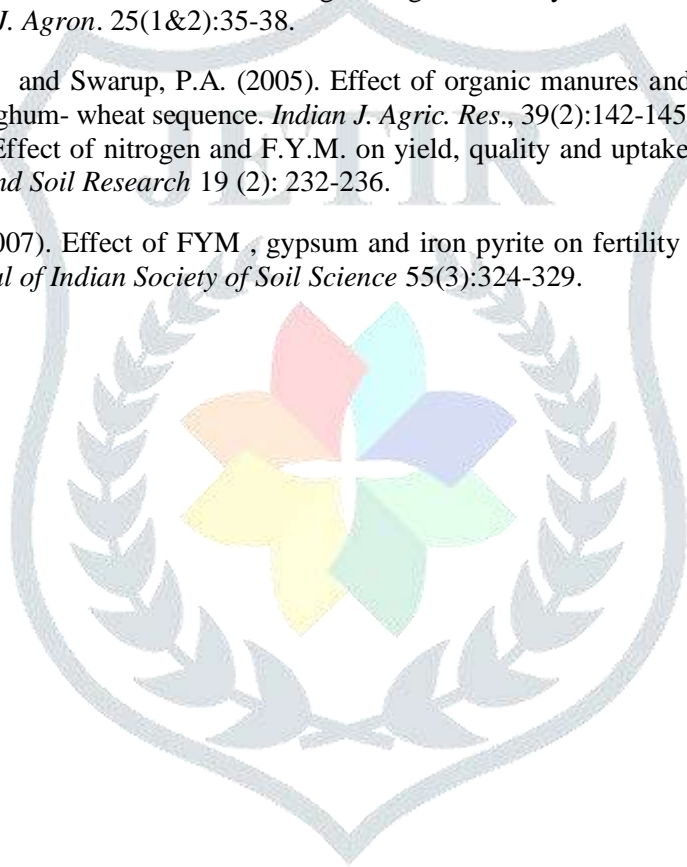 J. Agron. 25(1&2):35-38.
and Swarup, P.A. (2005). Effect of organic manures and
ghum- wheat sequence. Indian J. Agric. Res., 39(2):142-145
Effect of nitrogen and F.Y.M. on yield, quality and uptake
nd Soil Research 19 (2): 232-236.
007). Effect of FYM , gypsum and iron pyrite on fertility
al of Indian Society of Soil Science 55(3):324-329.
JETIR